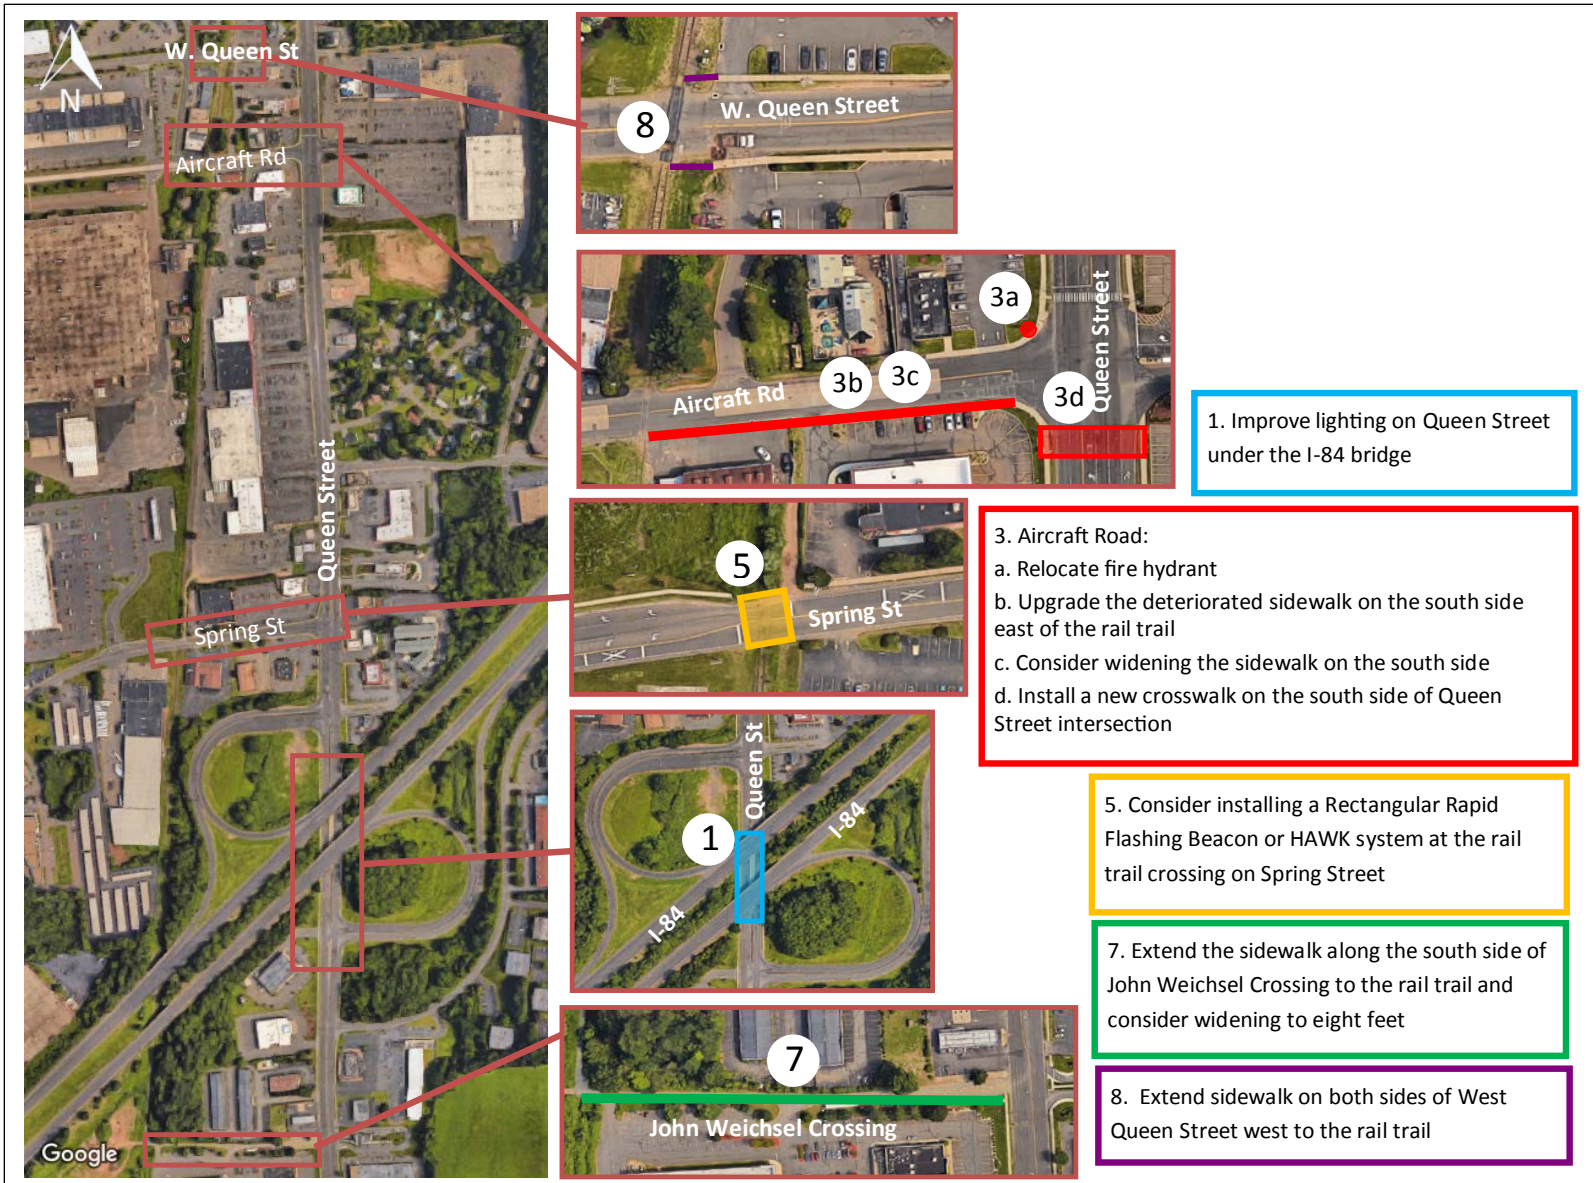 W. Queen St
N
Aircraft Rd
Queen Street
Spring St
Google
8
W. Queen Street
3a
3b
3c
3d
Aircraft Rd
Queen Street
5
Spring St
Queen St
1
I-84
I-84
7
John Weichsel Crossing
1. Improve lighting on Queen Street
under the I-84 bridge
3. Aircraft Road:
a. Relocate fire hydrant
b. Upgrade the deteriorated sidewalk on the south side
east of the rail trail
c. Consider widening the sidewalk on the south side
d. Install a new crosswalk on the south side of Queen
Street intersection
5. Consider installing a Rectangular Rapid
Flashing Beacon or HAWK system at the rail
trail crossing on Spring Street
7. Extend the sidewalk along the south side of
John Weichsel Crossing to the rail trail and
consider widening to eight feet
8. Extend sidewalk on both sides of West
Queen Street west to the rail trail